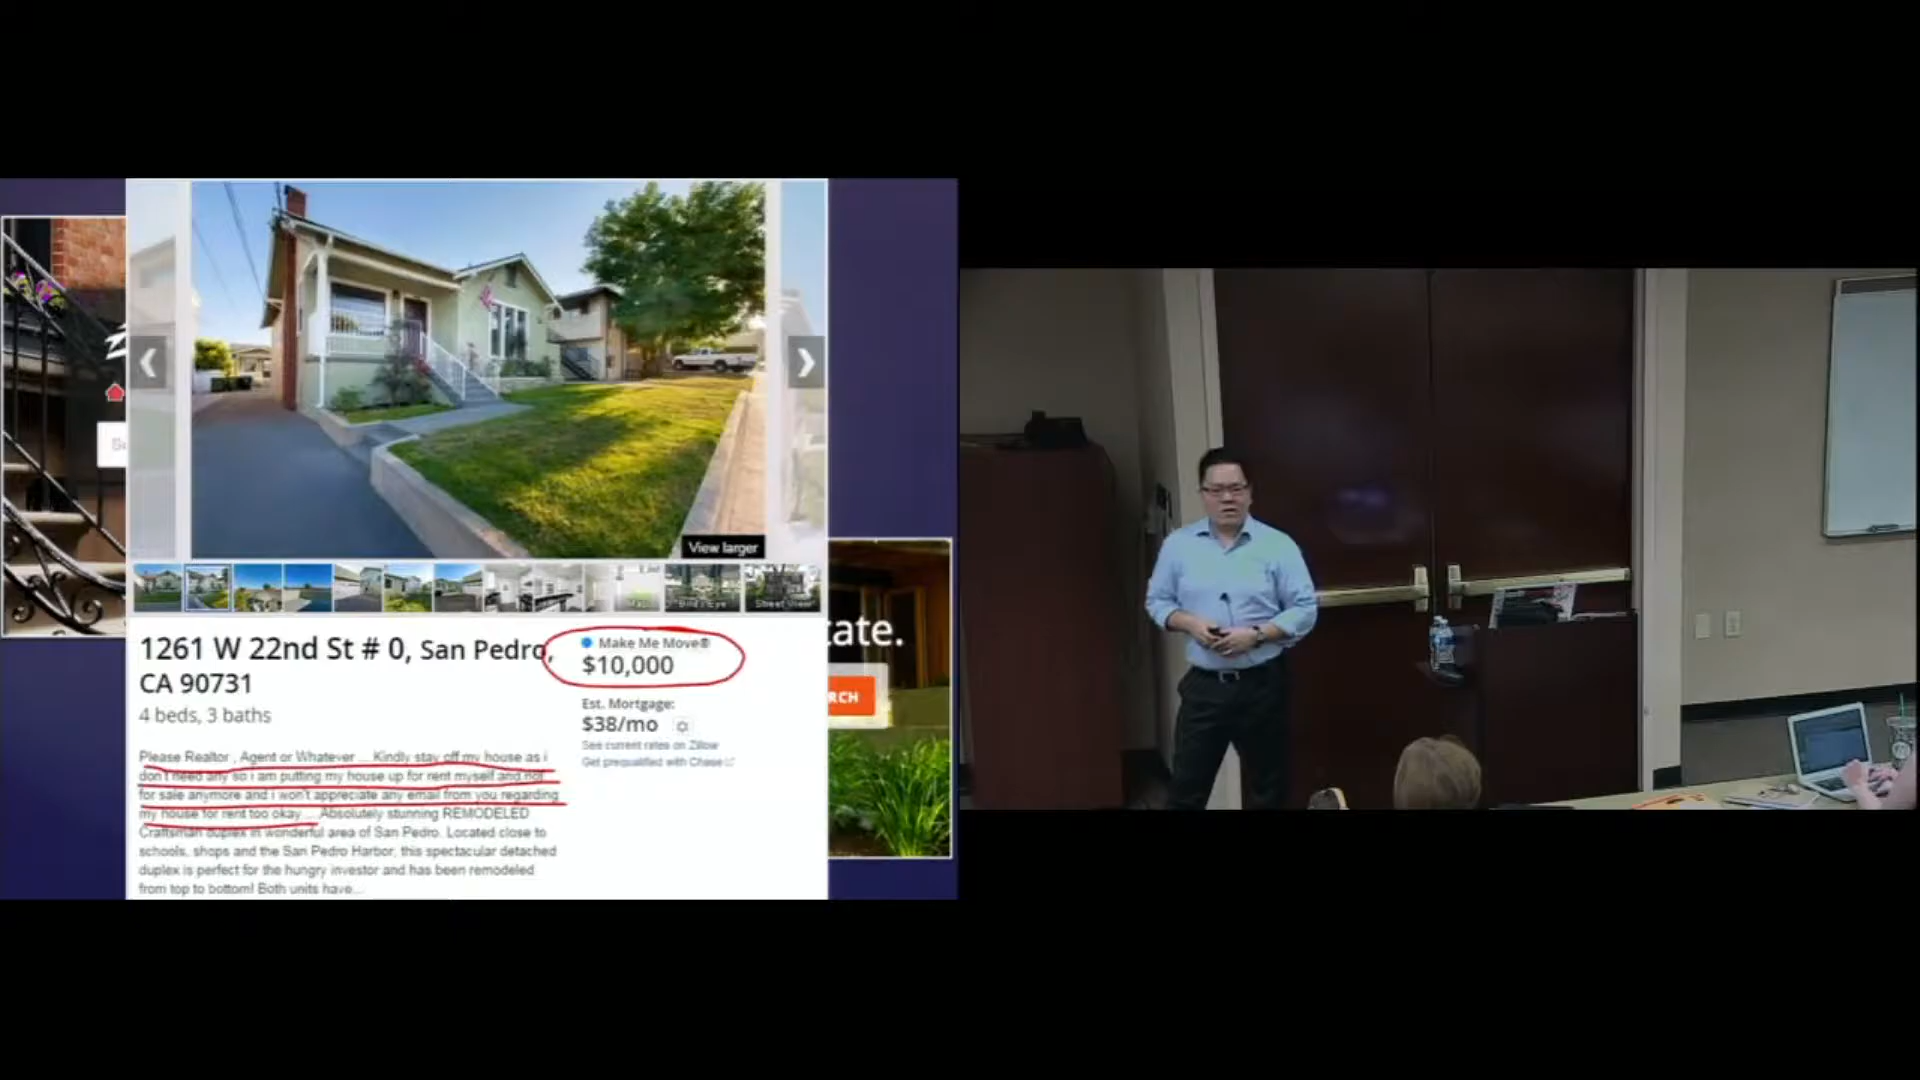 View larger
Bird's Eye
Street View
1261 W 22nd St # 0, San Pedro,
CA 90731
4 beds, 3 baths
Make Me Move®
$10,000
Est. Mortgage:
$38/mo
See current rates on Zillow
Get prequalified with Chase
Please Realtor , Agent or Whatever ... Kindly stay off my house as i
don't need any so i am putting my house up for rent myself and not
for sale anymore and i won't appreciate any email from you regarding
my house for rent too okay ... Absolutely stunning REMODELED
Craftsman duplex in wonderful area of San Pedro. Located close to
schools, shops and the San Pedro Harbor, this spectacular detached
duplex is perfect for the hungry investor and has been remodeled
from top to bottom! Both units have...
tate.
RCH